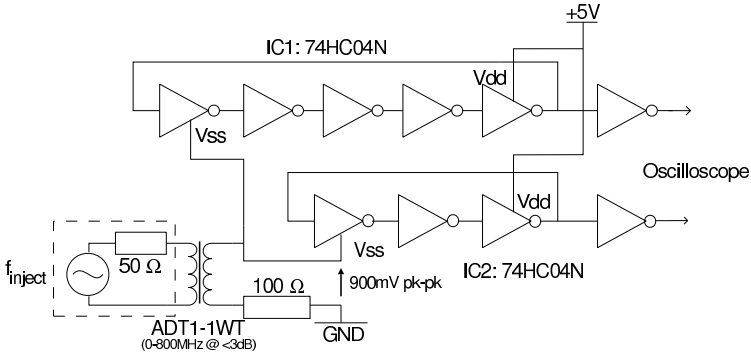 +5V
IC1: 74HC04N
Vdd
Vss
Oscilloscope
Vdd
Vss
IC2: 74HC04N
finject
50 Ω
900mV pk-pk
100 Ω
GND
ADT1-1WT
(0-800MHz @ <3dB)